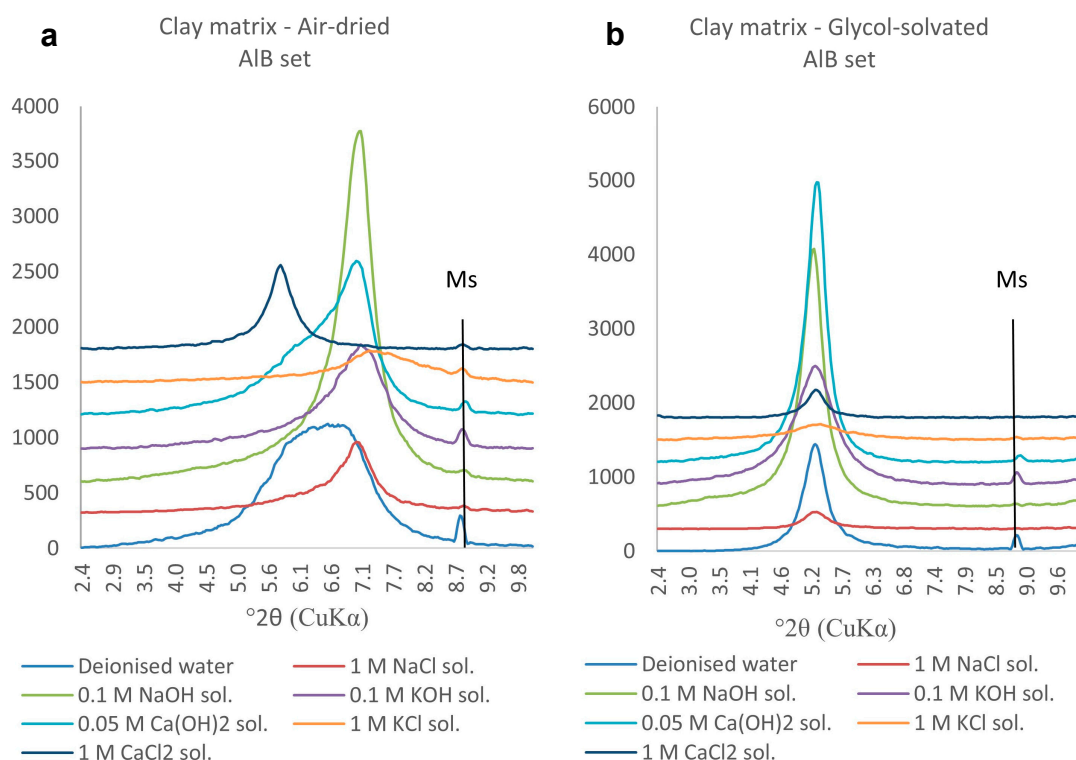 a
Clay matrix - Air-dried
AlB set
4000
3500
3000
2500
2000
1500
1000
500
0
Ms
2.4 2.9 3.5 4.0 4.5 5.0 5.6 6.1 6.6 7.1 7.7 8.2 8.7 9.2 9.8
°2θ (CuKα)
Deionised water
1 M NaCl sol.
0.1 M NaOH sol.
0.1 M KOH sol.
0.05 M Ca(OH)2 sol.
1 M KCl sol.
1 M CaCl2 sol.
b
Clay matrix - Glycol-solvated
AlB set
6000
5000
4000
3000
2000
1000
0
Ms
2.4 3.0 3.5 4.1 4.6 5.2 5.7 6.3 6.8 7.4 7.9 8.5 9.0 9.6
°2θ (CuKα)
Deionised water
1 M NaCl sol.
0.1 M NaOH sol.
0.1 M KOH sol.
0.05 M Ca(OH)2 sol.
1 M KCl sol.
1 M CaCl2 sol.